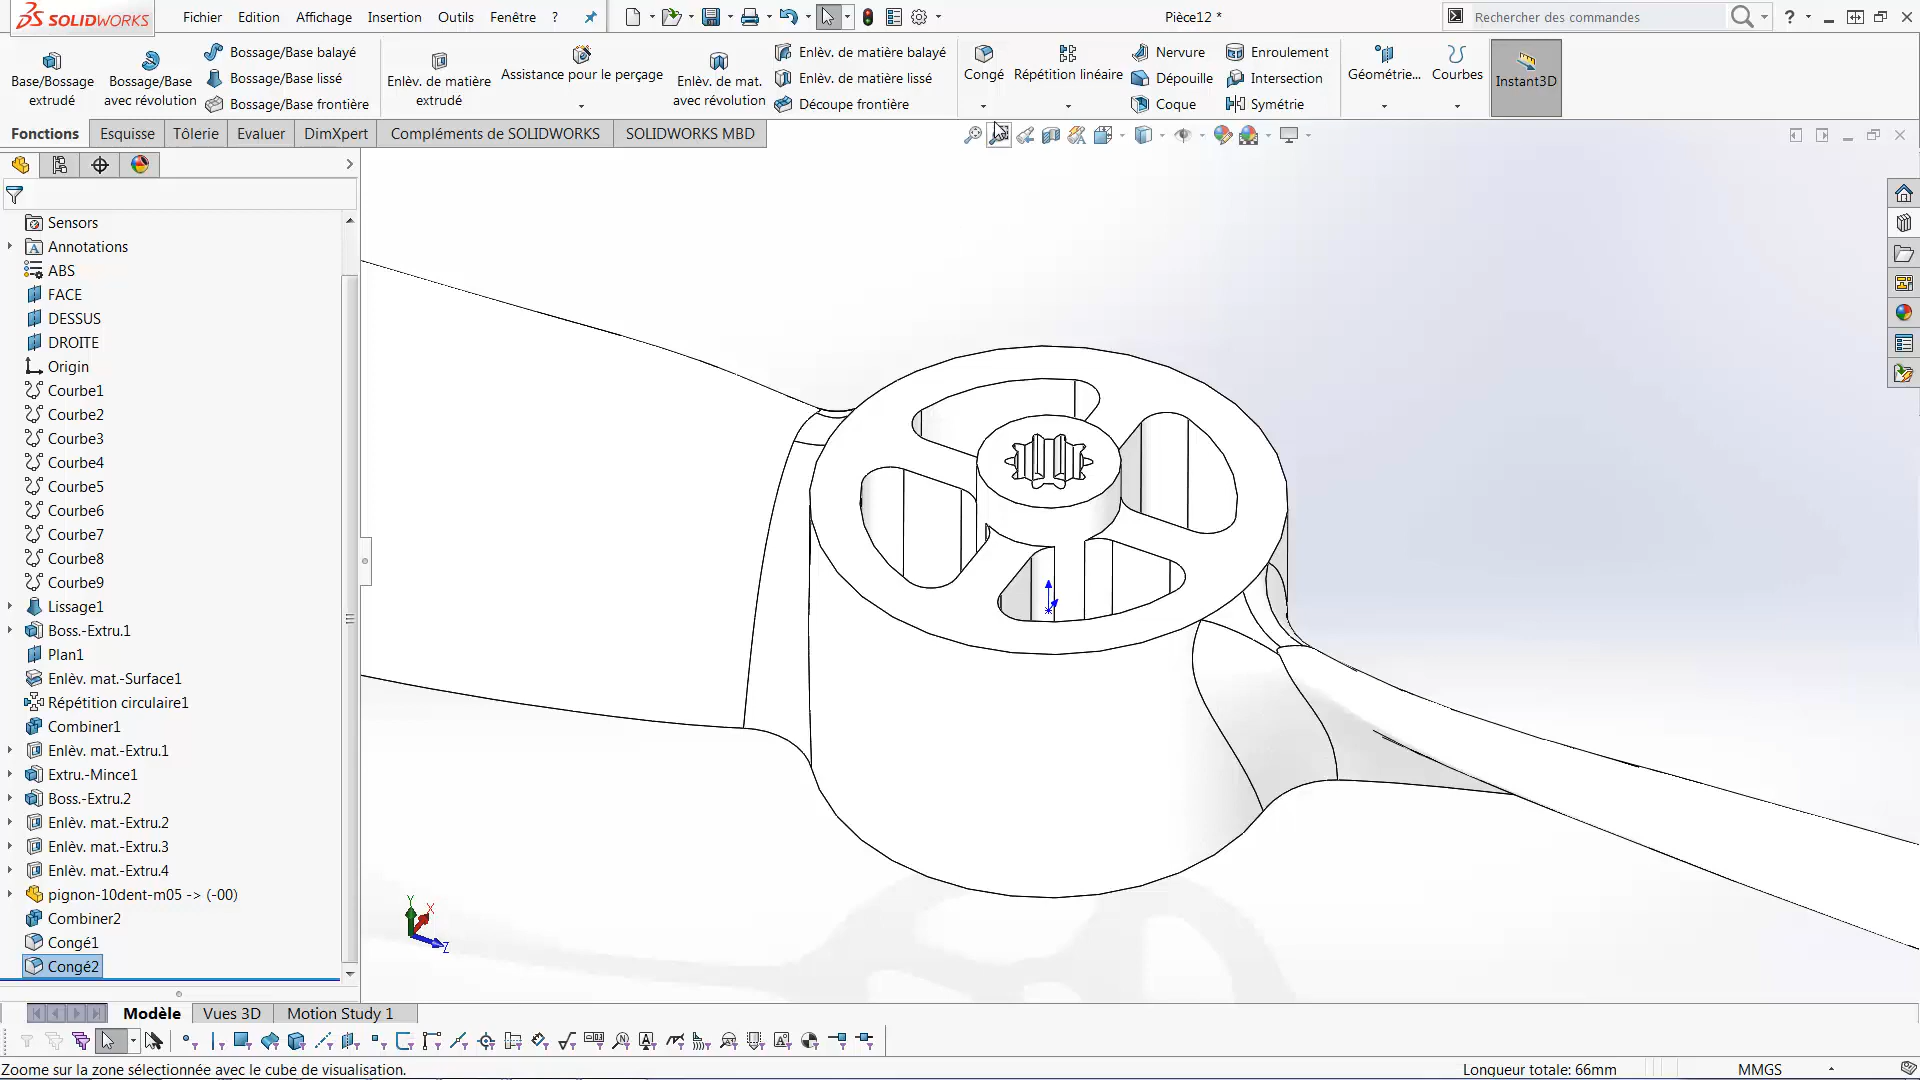 SOLIDWORKS
Fichier Edition Affichage Insertion Outils Fenêtre ?
Pièce12 *
Rechercher des commandes
?
Base/Bossage extrudé
Bossage/Base avec révolution
Bossage/Base balayé
Bossage/Base lissé
Bossage/Base frontière
Enlèv. de matière extrudé
Assistance pour le perçage
Enlèv. de mat. avec révolution
Enlèv. de matière balayé
Enlèv. de matière lissé
Découpe frontière
Congé
Répétition linéaire
Nervure
Dépouille
Coque
Enroulement
Intersection
Symétrie
Géométrie...
Courbes
Instant3D
Fonctions Esquisse Tôlerie Evaluer DimXpert Compléments de SOLIDWORKS SOLIDWORKS MBD
Sensors
Annotations
ABS
FACE
DESSUS
DROITE
Origin
Courbe1
Courbe2
Courbe3
Courbe4
Courbe5
Courbe6
Courbe7
Courbe8
Courbe9
Lissage1
Boss.-Extru.1
Plan1
Enlèv. mat.-Surface1
Répétition circulaire1
Combiner1
Enlèv. mat.-Extru.1
Extru.-Mince1
Boss.-Extru.2
Enlèv. mat.-Extru.2
Enlèv. mat.-Extru.3
Enlèv. mat.-Extru.4
pignon-10dent-m05 -> (-00)
Combiner2
Congé1
Congé2
Y
X
Z
Modèle Vues 3D Motion Study 1
Zoome sur la zone sélectionnée avec le cube de visualisation.
Longueur totale: 66mm
MMGS